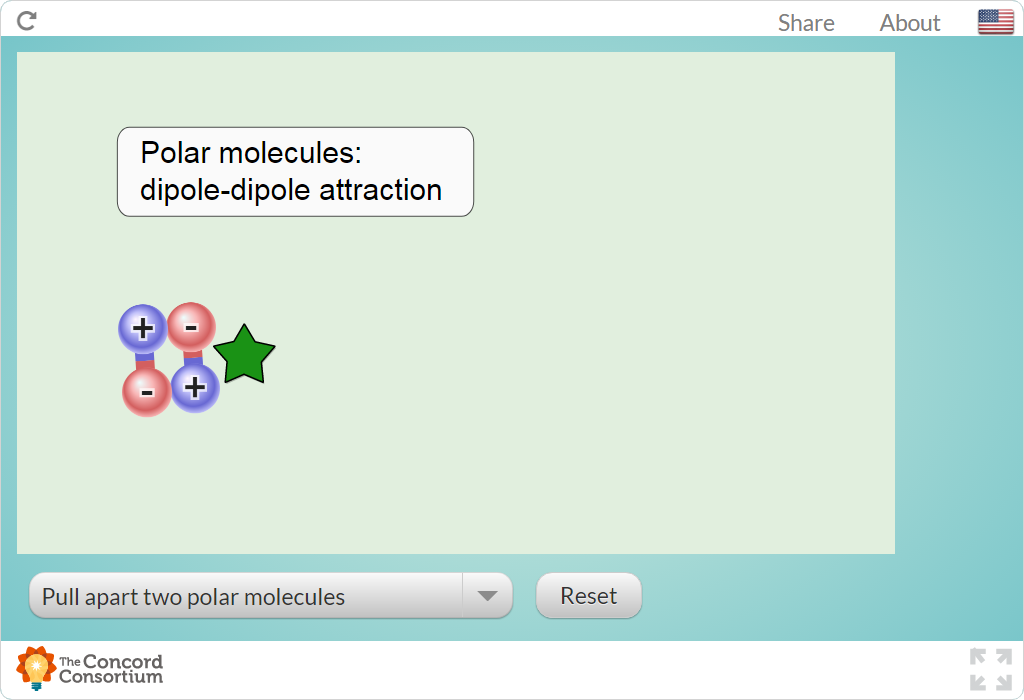 Share About
Polar molecules:
dipole-dipole attraction
+ -
- +
Pull apart two polar molecules
Reset
The Concord
Consortium